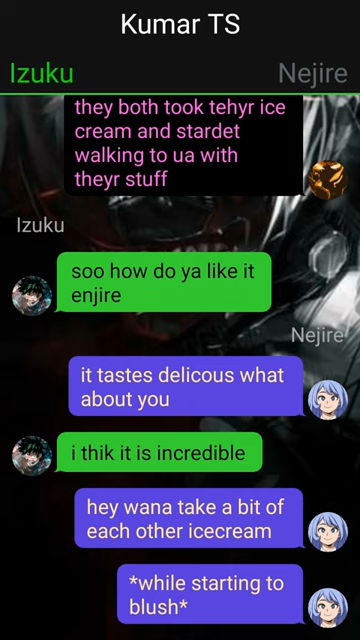 Kumar TS
Izuku
Nejire
they both took tehyr ice
cream and stardet
walking to ua with
theyr stuff
Izuku
soo how do ya like it
enjire
Nejire
it tastes delicous what
about you
i thik it is incredible
hey wana take a bit of
each other icecream
*while starting to
blush*